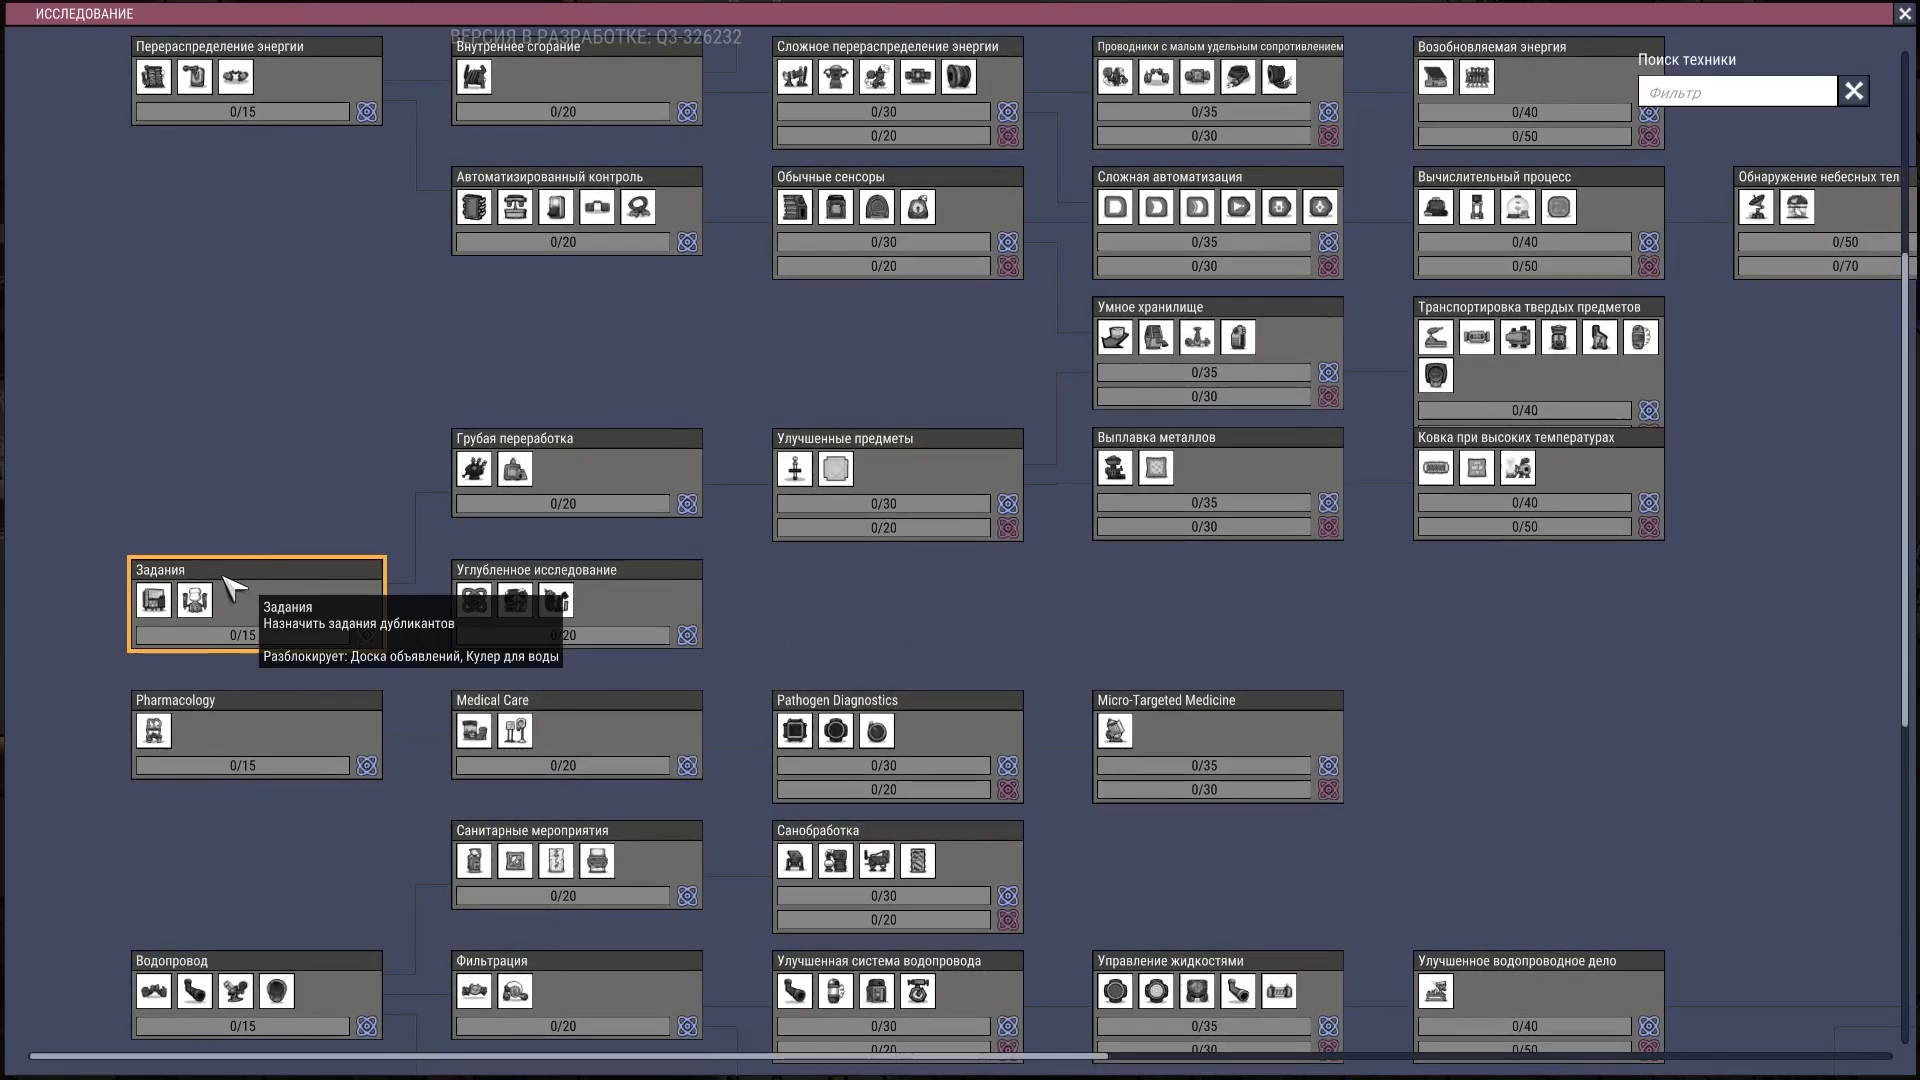 ИССЛЕДОВАНИЕ
ВЕРСИЯ В РАЗРАБОТКЕ: Q3-326232
Перераспределение энергии
0/15
Внутреннее сгорание
0/20
Сложное перераспределение энергии
0/30
0/20
Проводники с малым удельным сопротивлением
0/35
0/30
Возобновляемая энергия
0/40
0/50
Поиск техники
Фильтр
Автоматизированный контроль
0/20
Обычные сенсоры
0/30
0/20
Сложная автоматизация
0/35
0/30
Вычислительный процесс
0/40
0/50
Обнаружение небесных тел
0/50
0/70
Умное хранилище
0/35
0/30
Транспортировка твердых предметов
0/40
Грубая переработка
0/20
Улучшенные предметы
0/30
0/20
Выплавка металлов
0/35
0/30
Ковка при высоких температурах
0/40
0/50
Задания
0/15
Углубленное исследование
0/20
Задания
Назначить задания дубликантов
Разблокирует: Доска объявлений, Кулер для воды
Pharmacology
0/15
Medical Care
0/20
Pathogen Diagnostics
0/30
0/20
Micro-Targeted Medicine
0/35
0/30
Санитарные мероприятия
0/20
Санобработка
0/30
0/20
Водопровод
0/15
Фильтрация
0/20
Улучшенная система водопровода
0/30
0/20
Управление жидкостями
0/35
0/30
Улучшенное водопроводное дело
0/40
0/50